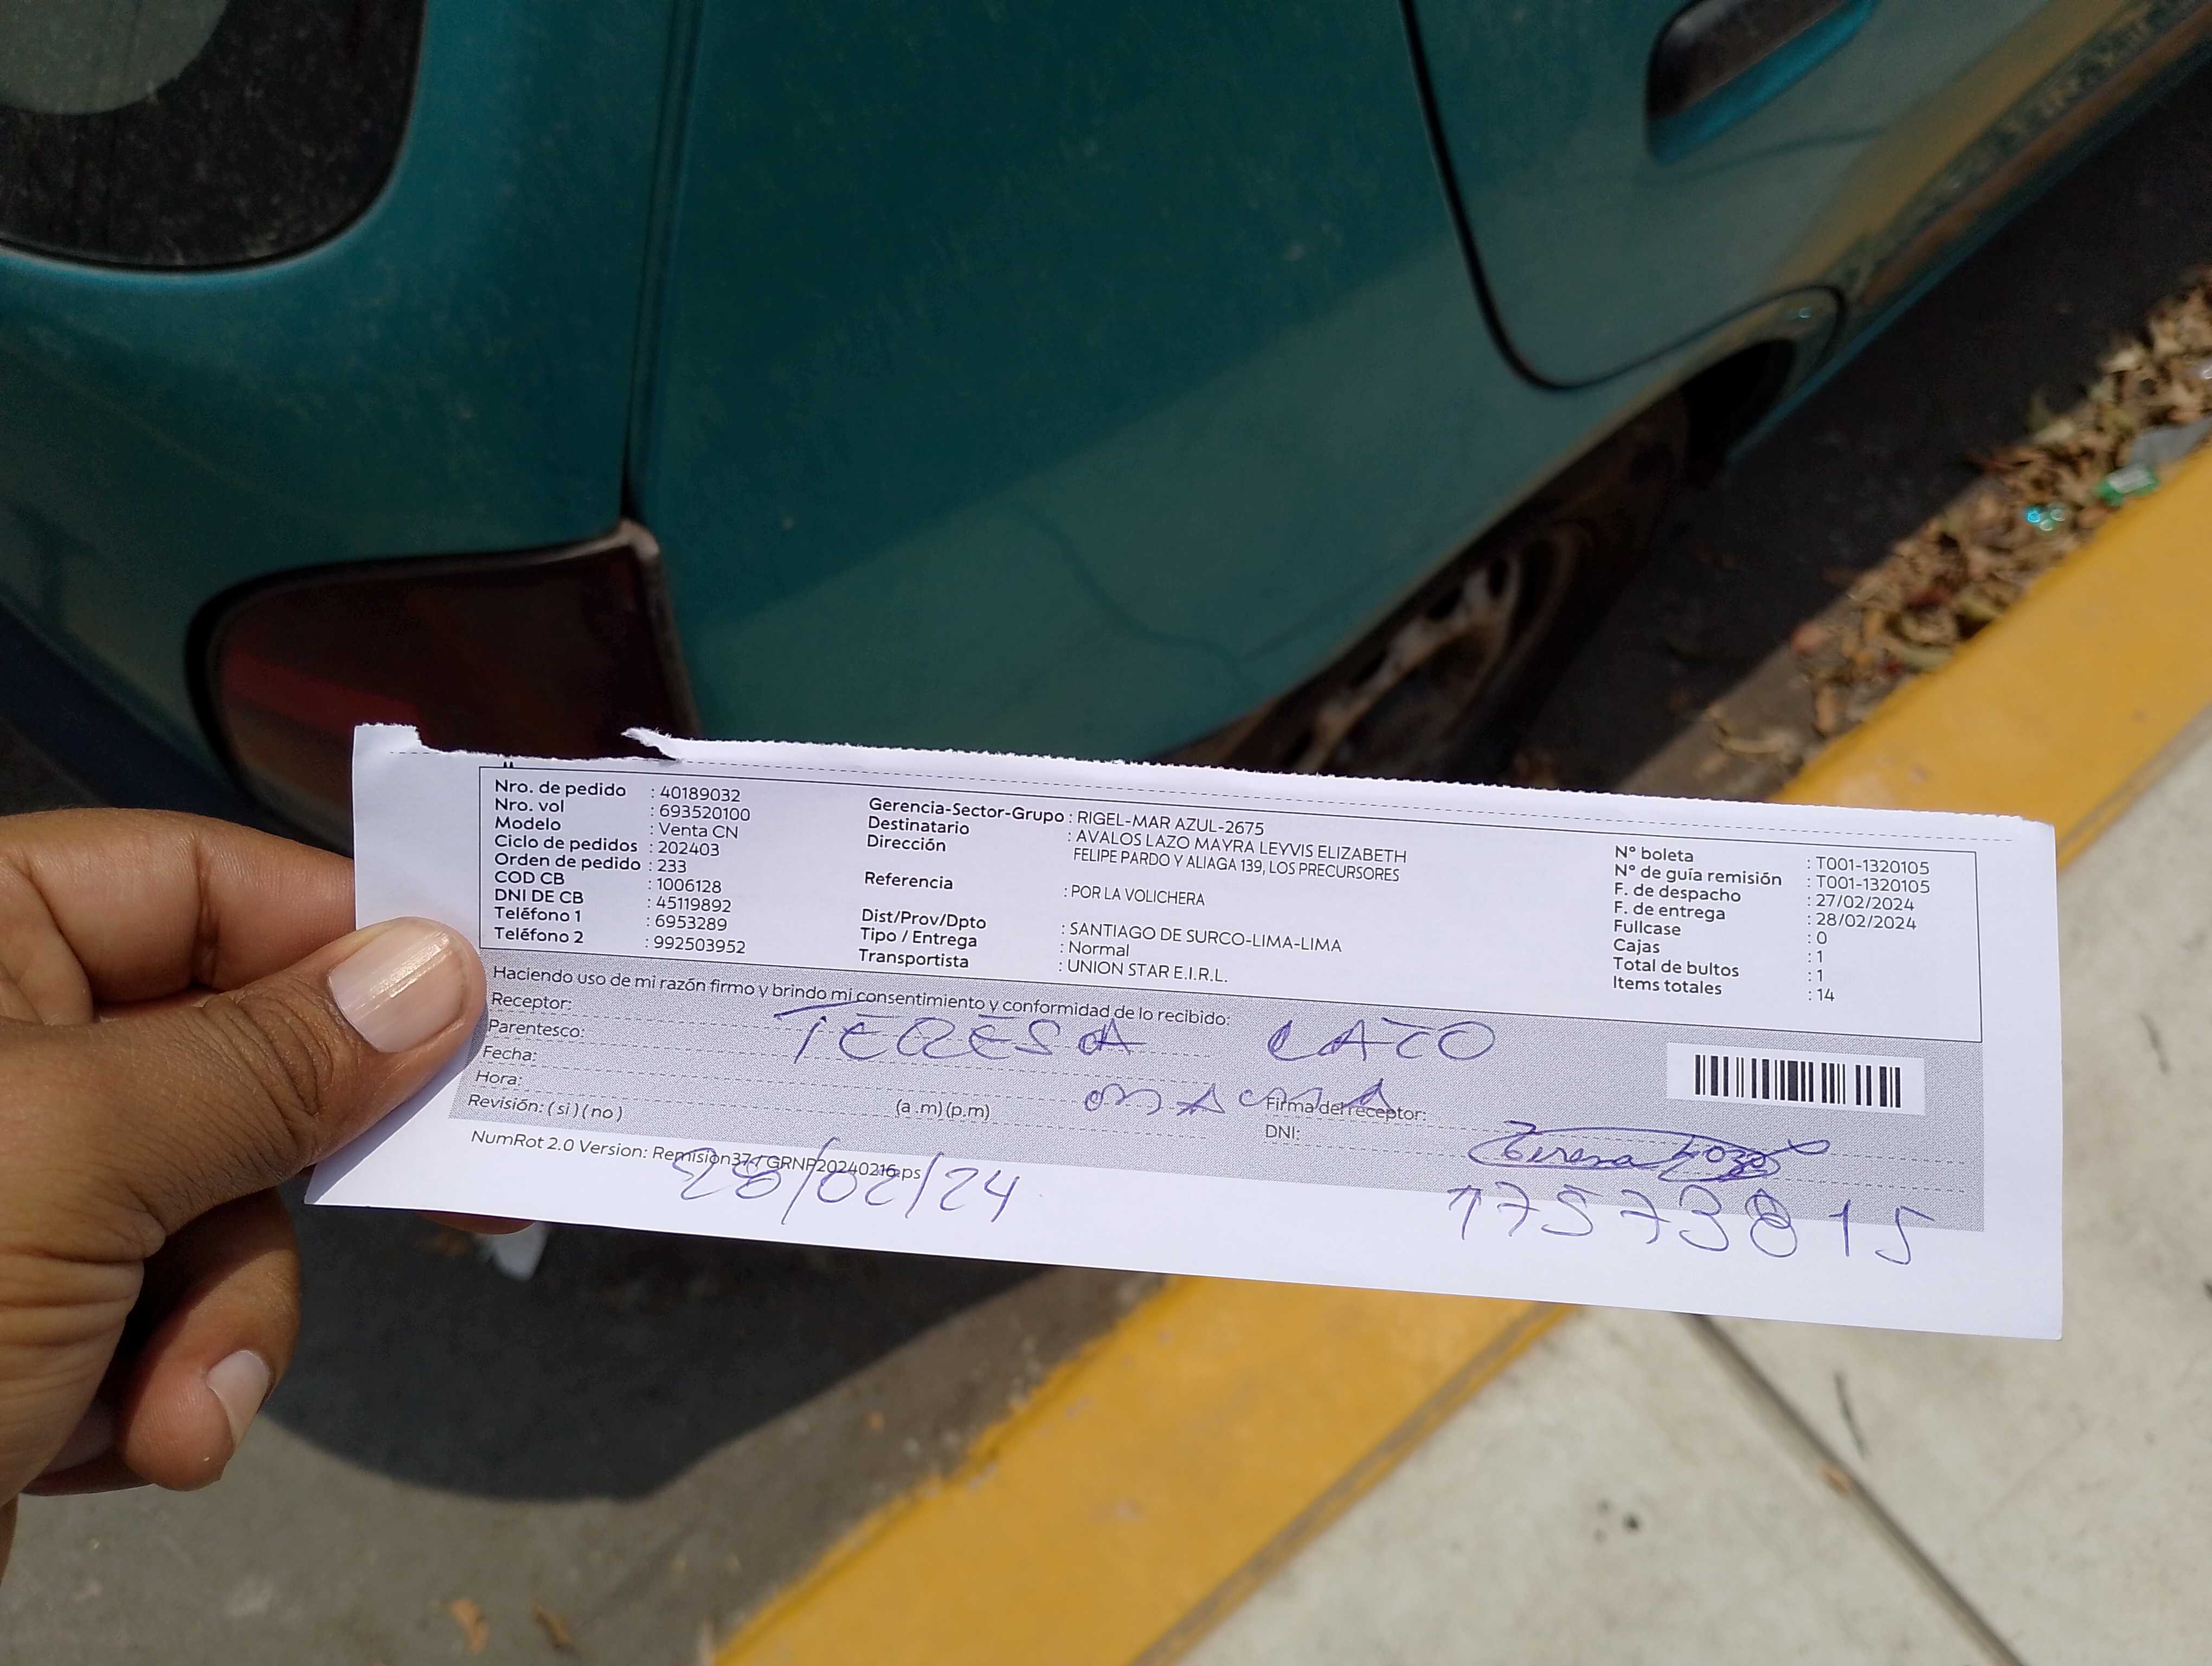 Nro. de pedido : 40189032
Nro. vol : 693520100
Modelo : Venta CN
Ciclo de pedidos : 202403
Orden de pedido : 233
COD CB : 1006128
DNI DE CB : 45119892
Teléfono 1 : 6953289
Teléfono 2 : 992503952
Gerencia-Sector-Grupo : RIGEL-MAR AZUL-2675
Destinatario : AVALOS LAZO MAYRA LEYVIS ELIZABETH
Dirección FELIPE PARDO Y ALIAGA 139, LOS PRECURSORES
Referencia : POR LA VOLICHERA
Dist/Prov/Dpto : SANTIAGO DE SURCO-LIMA-LIMA
Tipo / Entrega : Normal
Transportista : UNION STAR E.I.R.L.
N° boleta : T001-1320105
N° de guía remisión : T001-1320105
F. de despacho : 27/02/2024
F. de entrega : 28/02/2024
Fullcase : 0
Cajas : 1
Total de bultos : 1
Items totales : 14
Haciendo uso de mi razón firmo y brindo mi consentimiento y conformidad de lo recibido:
Receptor: TERESA LAZO
Parentesco: MAMA
Fecha: 28/02/24
Hora: (a .m) (p.m)
Revisión: ( si ) ( no )
Firma del receptor: Teresa Lazo
DNI:
NumRot 2.0 Version: Remision37-1 GRNP20240216.ps